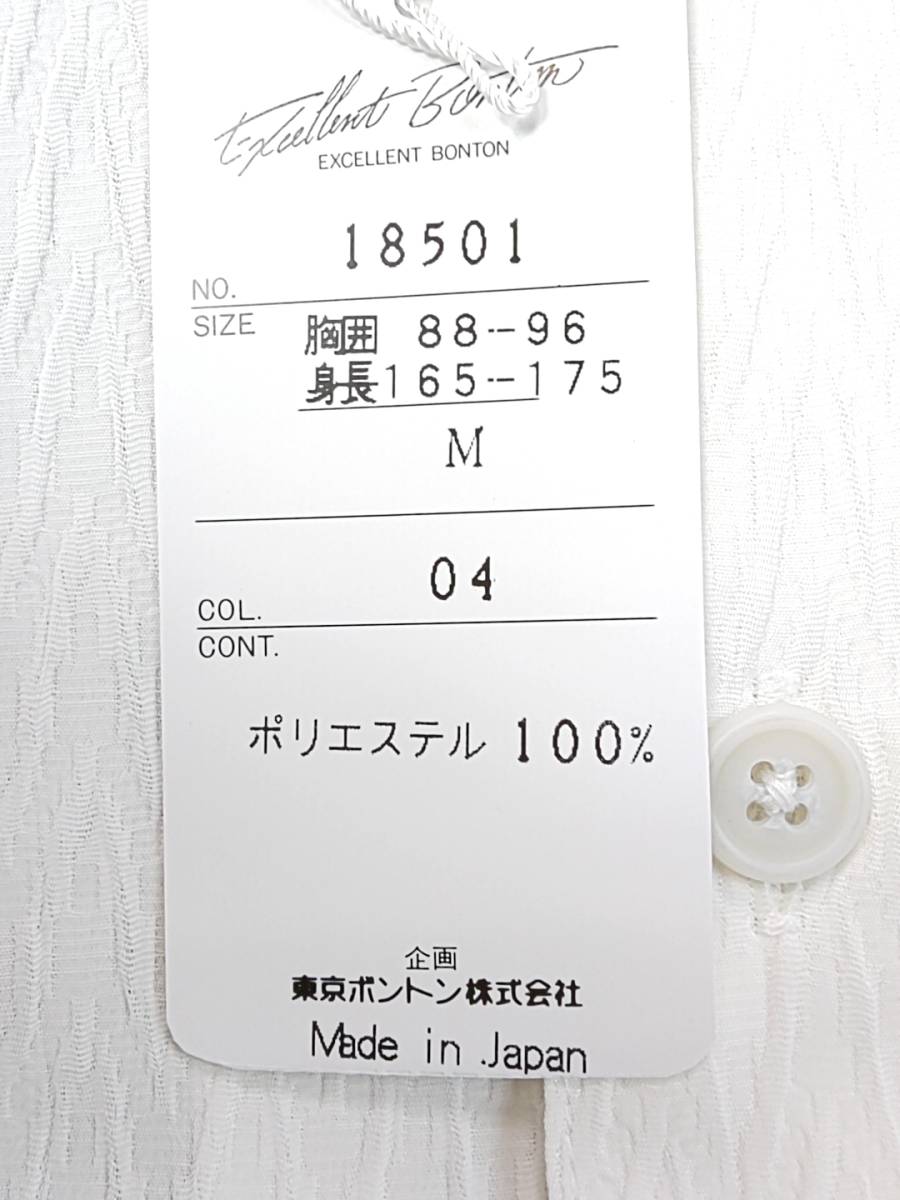 Excellent Bonton
EXCELLENT BONTON
NO. 18501
SIZE 胸囲 88-96
身長165-175
M
COL. 04
CONT.
ポリエステル 100%
企画
東京ボントン株式会社
Made in Japan